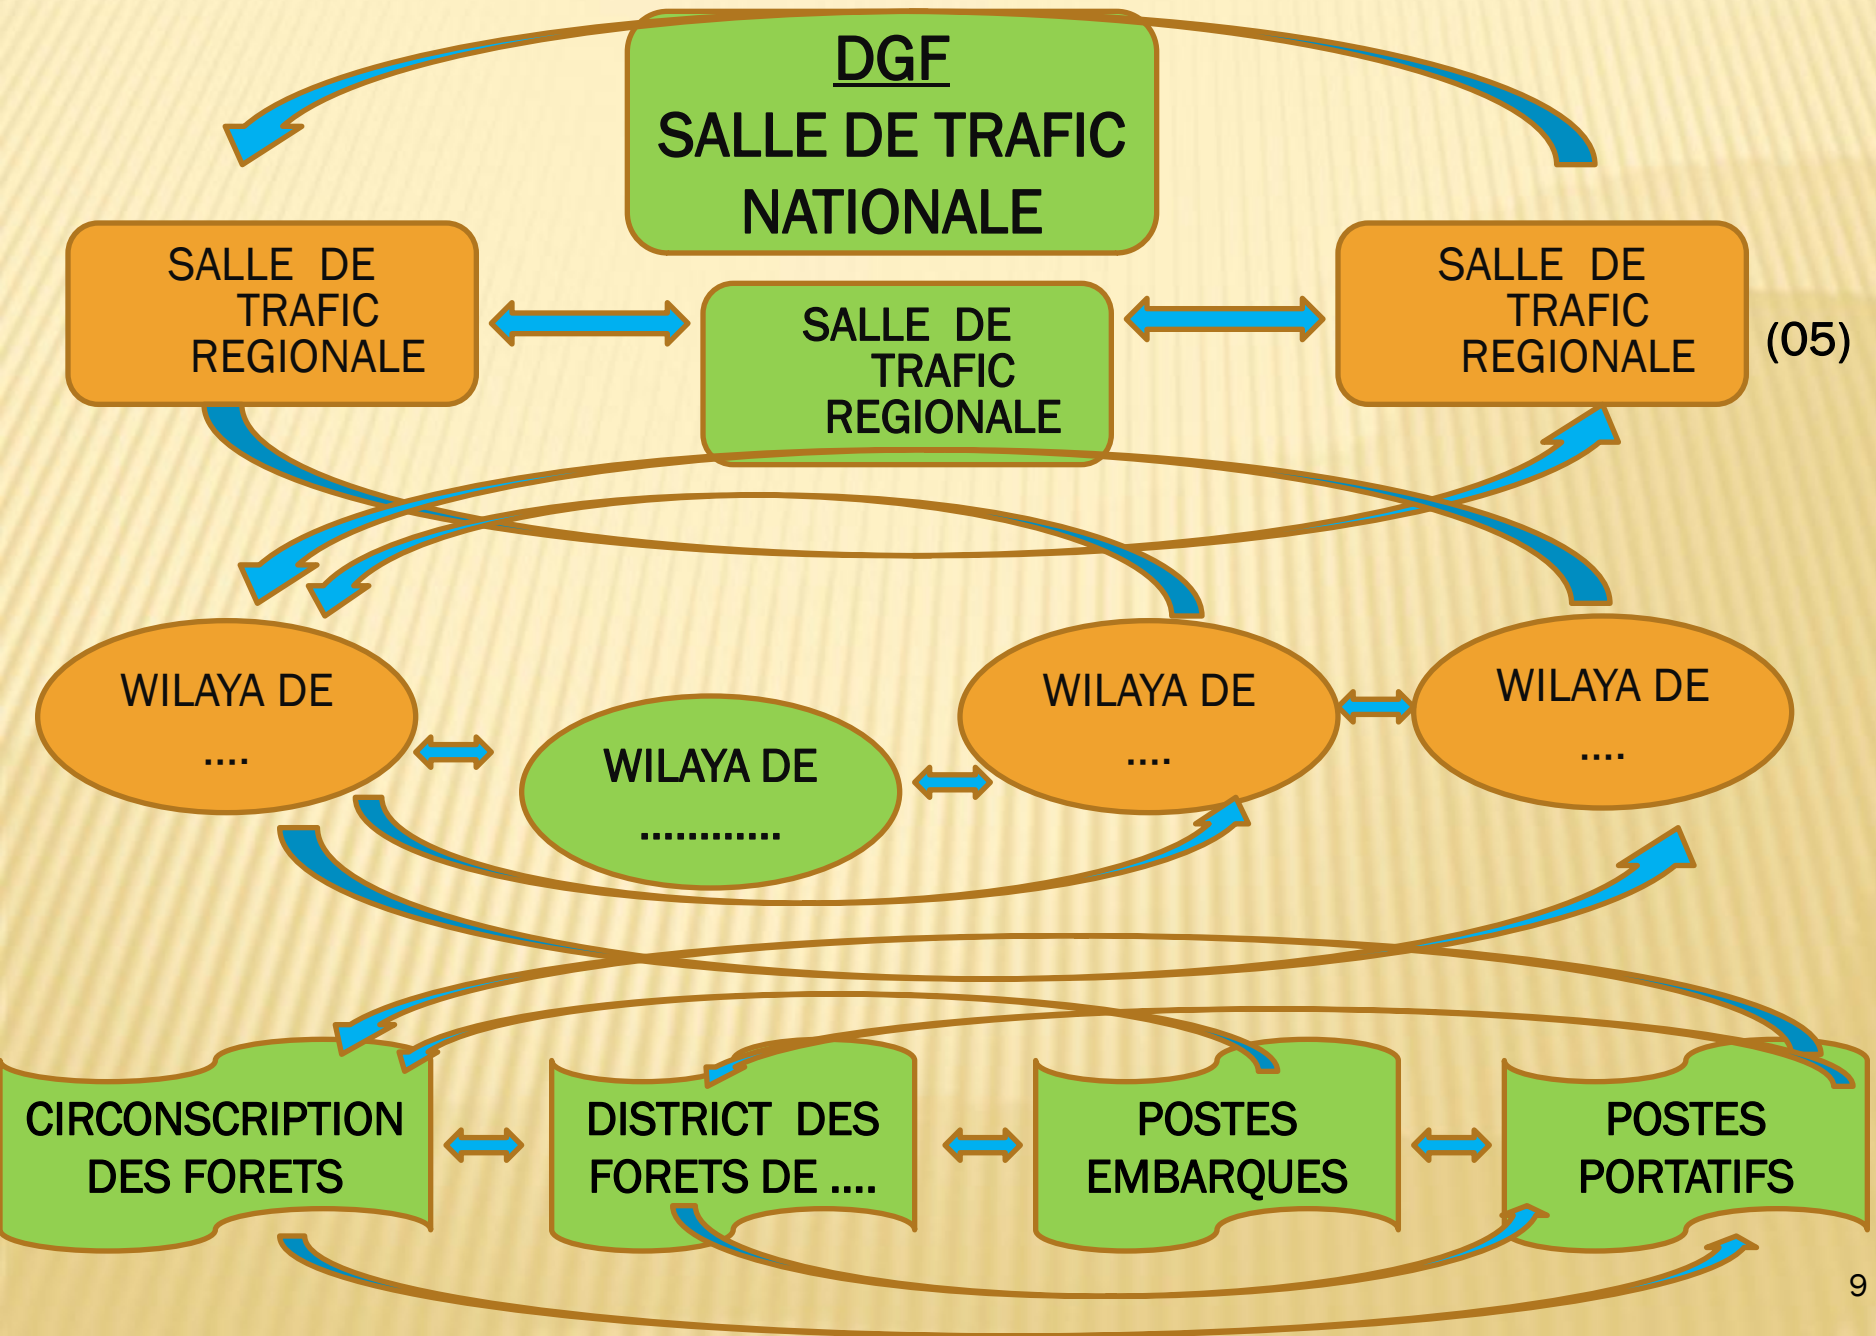 DGF
SALLE DE TRAFIC
NATIONALE
SALLE DE
TRAFIC
REGIONALE
SALLE DE
TRAFIC
REGIONALE
SALLE DE
TRAFIC
REGIONALE
(05)
WILAYA DE
....
WILAYA DE
............
WILAYA DE
....
WILAYA DE
....
CIRCONSCRIPTION
DES FORETS
DISTRICT DES
FORETS DE ....
POSTES
EMBARQUES
POSTES
PORTATIFS
9